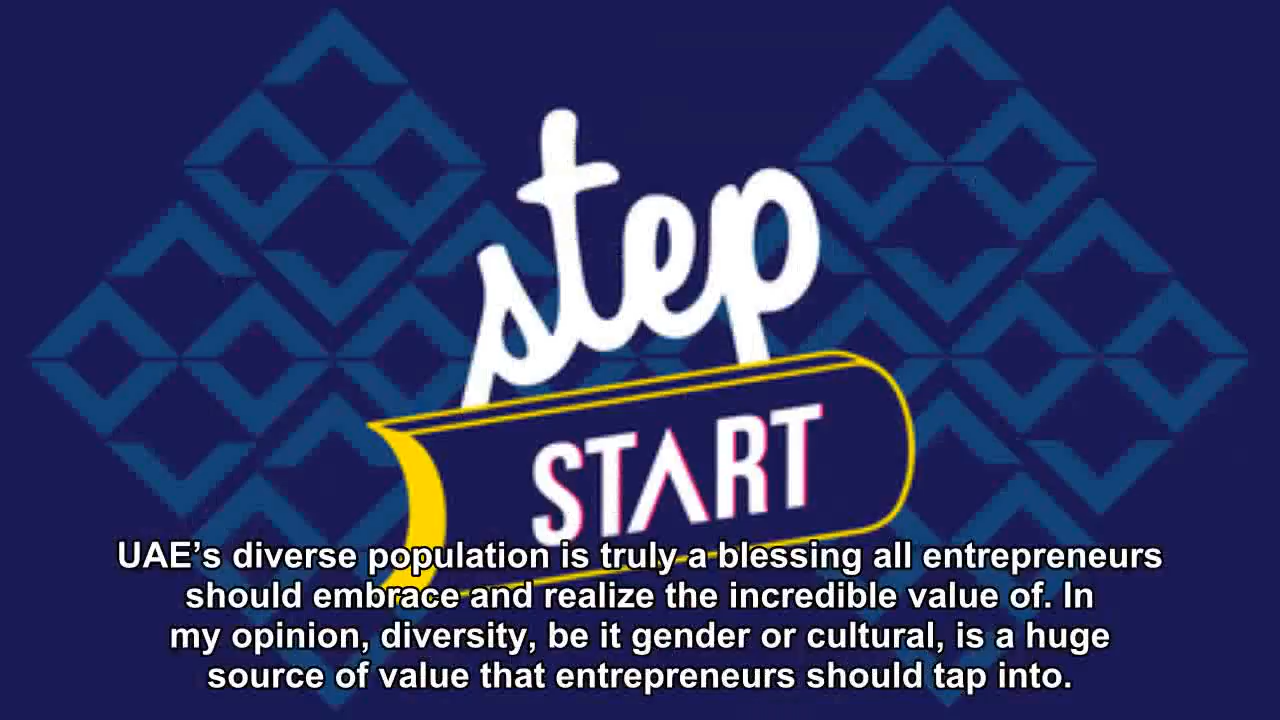 step
START
UAE’s diverse population is truly a blessing all entrepreneurs
should embrace and realize the incredible value of. In
my opinion, diversity, be it gender or cultural, is a huge
source of value that entrepreneurs should tap into.